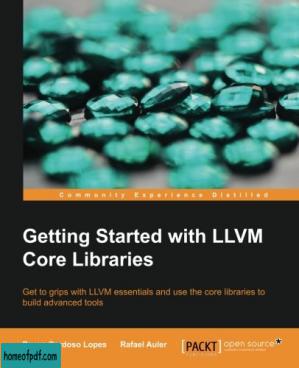 Community Experience Distilled
Getting Started with LLVM
Core Libraries
Get to grips with LLVM essentials and use the core libraries to
build advanced tools
Cardoso Lopes Rafael Auler
[PACKT] open source*
PUBLISHING
homeofpdf.com